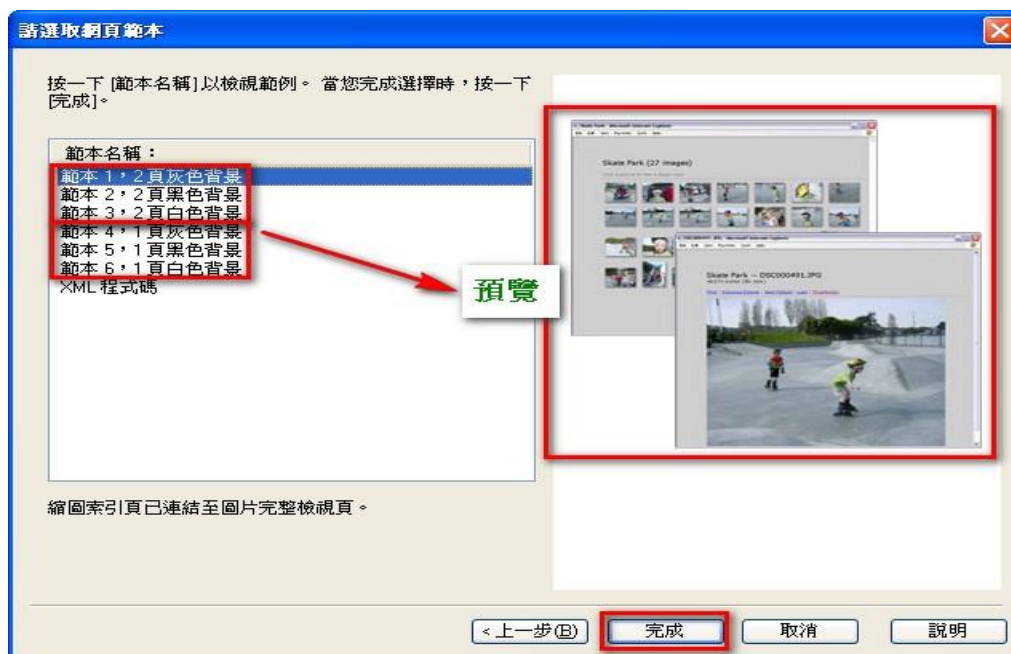 請選取網頁範本
按一下 [範本名稱] 以檢視範例。 當您完成選擇時，按一下
[完成]。
範本名稱：
範本 1，2 頁灰色背景
範本 2，2 頁黑色背景
範本 3，2 頁白色背景
範本 4，1 頁灰色背景
範本 5，1 頁黑色背景
範本 6，1 頁白色背景
XML 程式碼
預覽
Skate Park (27 images)
Skate Park -- DSC000491.JPG
縮圖索引頁已連結至圖片完整檢視頁。
<上一步(B)
完成
取消
說明